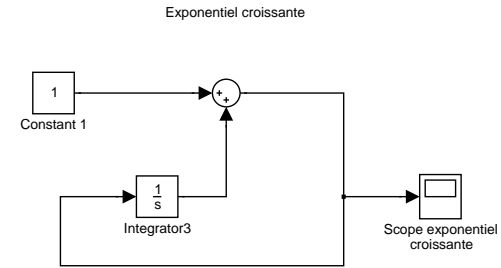 Exponentiel croissante
1
+
+
Constant 1
1
s
Integrator3
Scope exponentiel
croissante